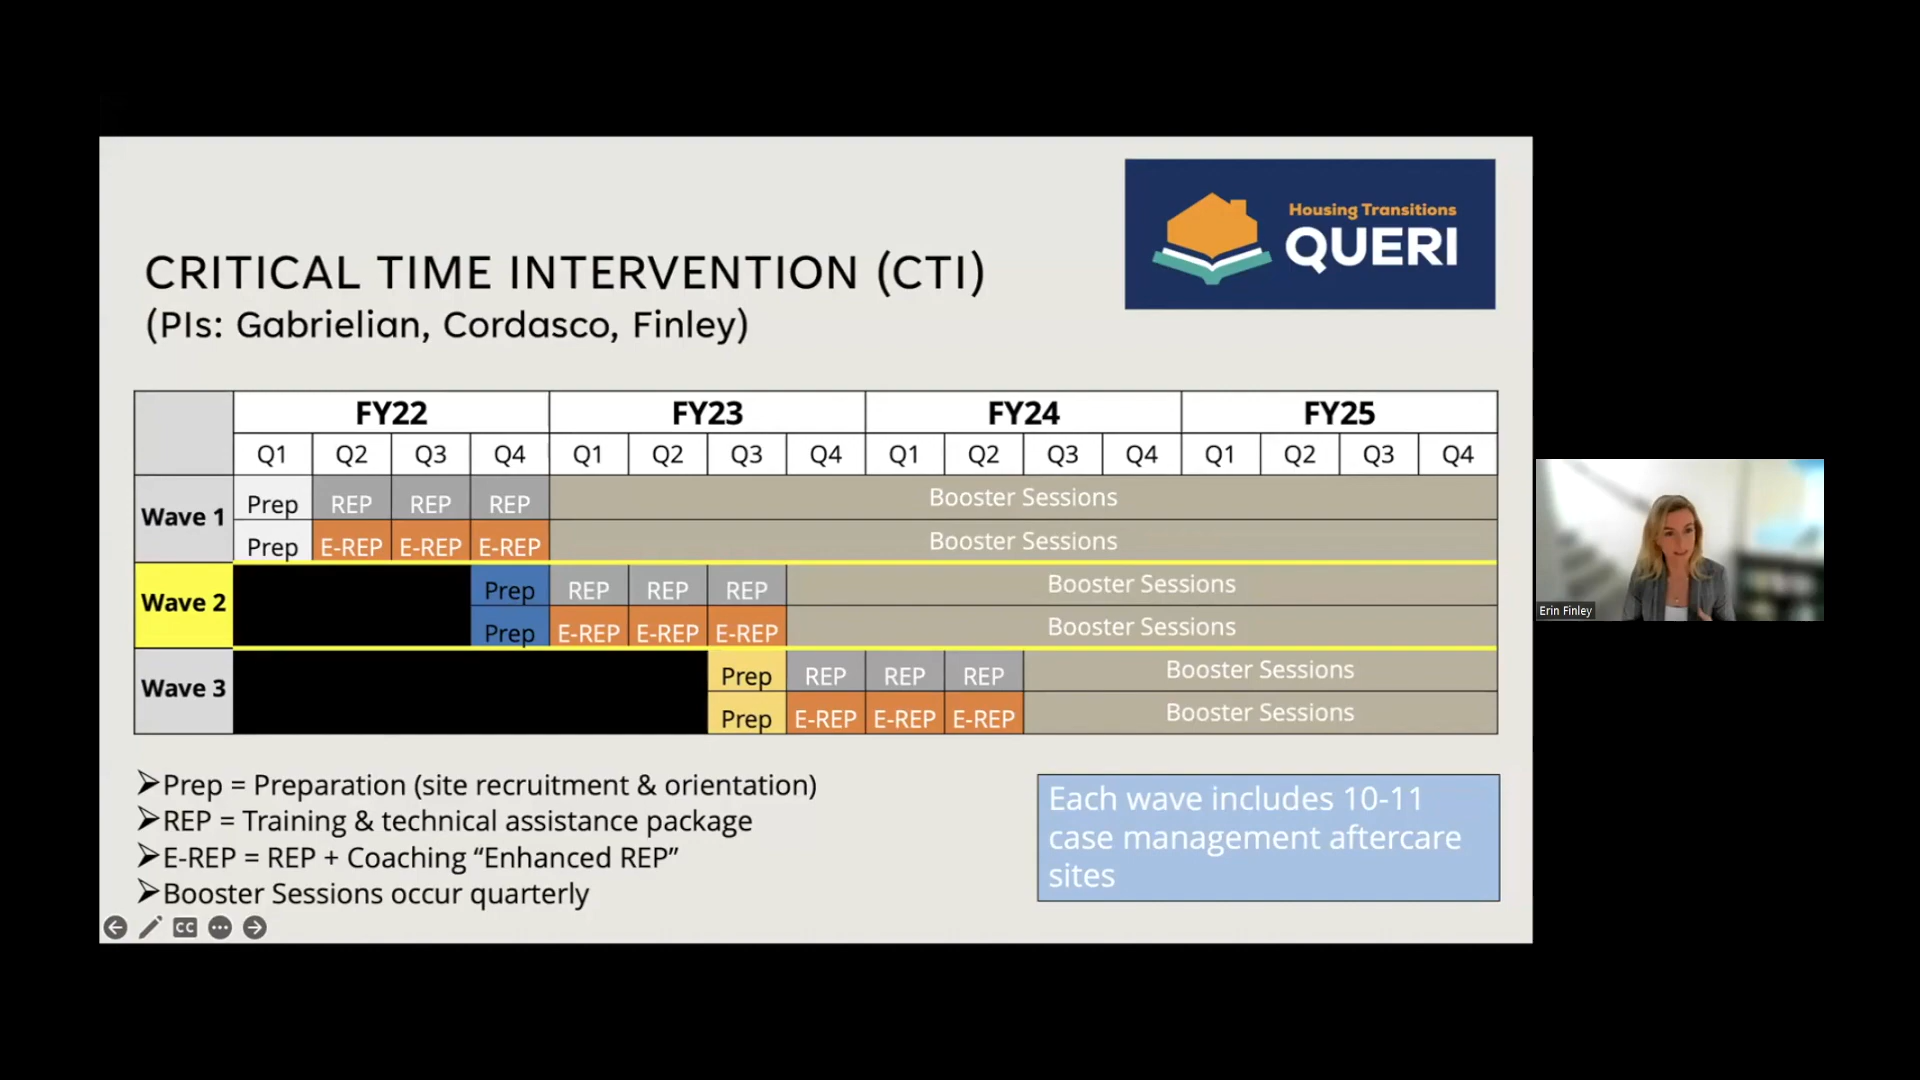 Housing Transitions
QUERI
CRITICAL TIME INTERVENTION (CTI)
(PIs: Gabrielian, Cordasco, Finley)
FY22 FY23 FY24 FY25
Q1 Q2 Q3 Q4 Q1 Q2 Q3 Q4 Q1 Q2 Q3 Q4 Q1 Q2 Q3 Q4
Wave 1
Prep REP REP REP Booster Sessions
Prep E-REP E-REP E-REP Booster Sessions
Wave 2
Prep REP REP REP Booster Sessions
Prep E-REP E-REP E-REP Booster Sessions
Wave 3
Prep REP REP REP Booster Sessions
Prep E-REP E-REP E-REP Booster Sessions
➢Prep = Preparation (site recruitment & orientation)
➢REP = Training & technical assistance package
➢E-REP = REP + Coaching “Enhanced REP”
➢Booster Sessions occur quarterly
Each wave includes 10-11
case management aftercare
sites
CC
Erin Finley